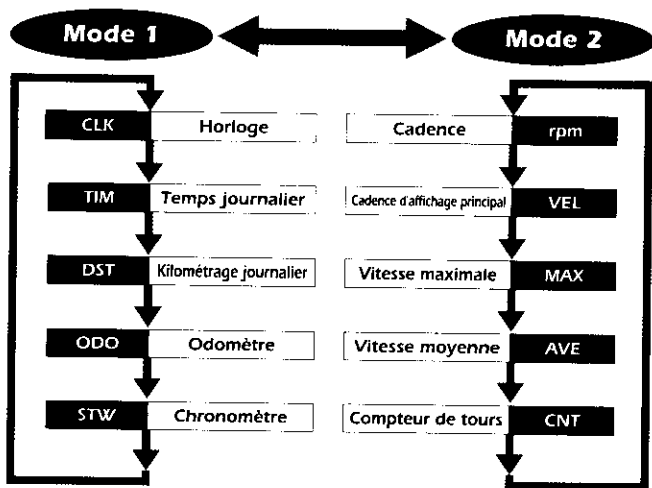 Mode 1
Mode 2
CLK Horloge
Cadence rpm
TIM Temps journalier
Cadence d'affichage principal VEL
DST Kilométrage journalier
Vitesse maximale MAX
ODO Odomètre
Vitesse moyenne AVE
STW Chronomètre
Compteur de tours CNT